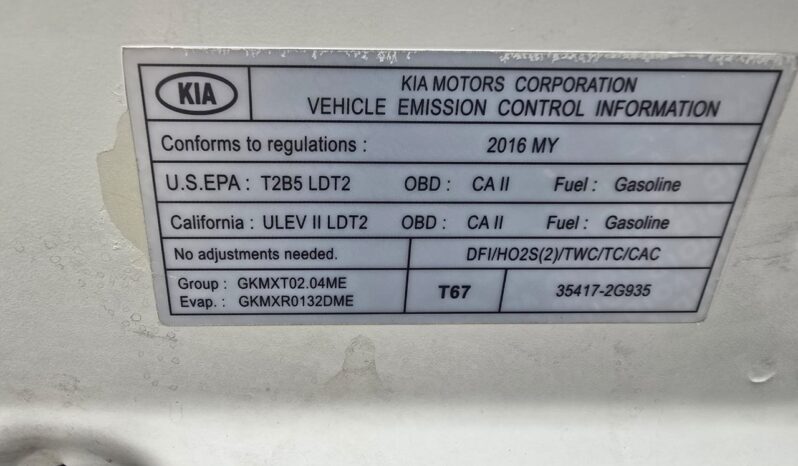 KIA
KIA MOTORS CORPORATION
VEHICLE EMISSION CONTROL INFORMATION
Conforms to regulations : 2016 MY
U.S.EPA : T2B5 LDT2 OBD : CA II Fuel : Gasoline
California : ULEV II LDT2 OBD : CA II Fuel : Gasoline
No adjustments needed. DFI/HO2S(2)/TWC/TC/CAC
Group : GKMXT02.04ME
Evap. : GKMXR0132DME
T67
35417-2G935